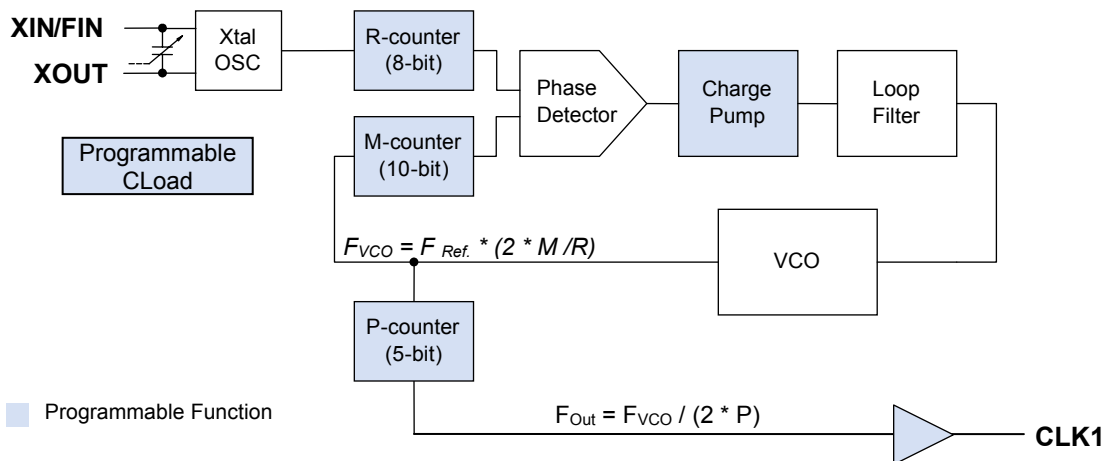 XIN/FIN
XOUT
Xtal
OSC
R-counter
(8-bit)
Phase
Detector
Charge
Pump
Loop
Filter
M-counter
(10-bit)
Programmable
CLoad
FVCO = F Ref. * (2 * M /R)
VCO
P-counter
(5-bit)
Programmable Function
FOut = FVCO / (2 * P)
CLK1